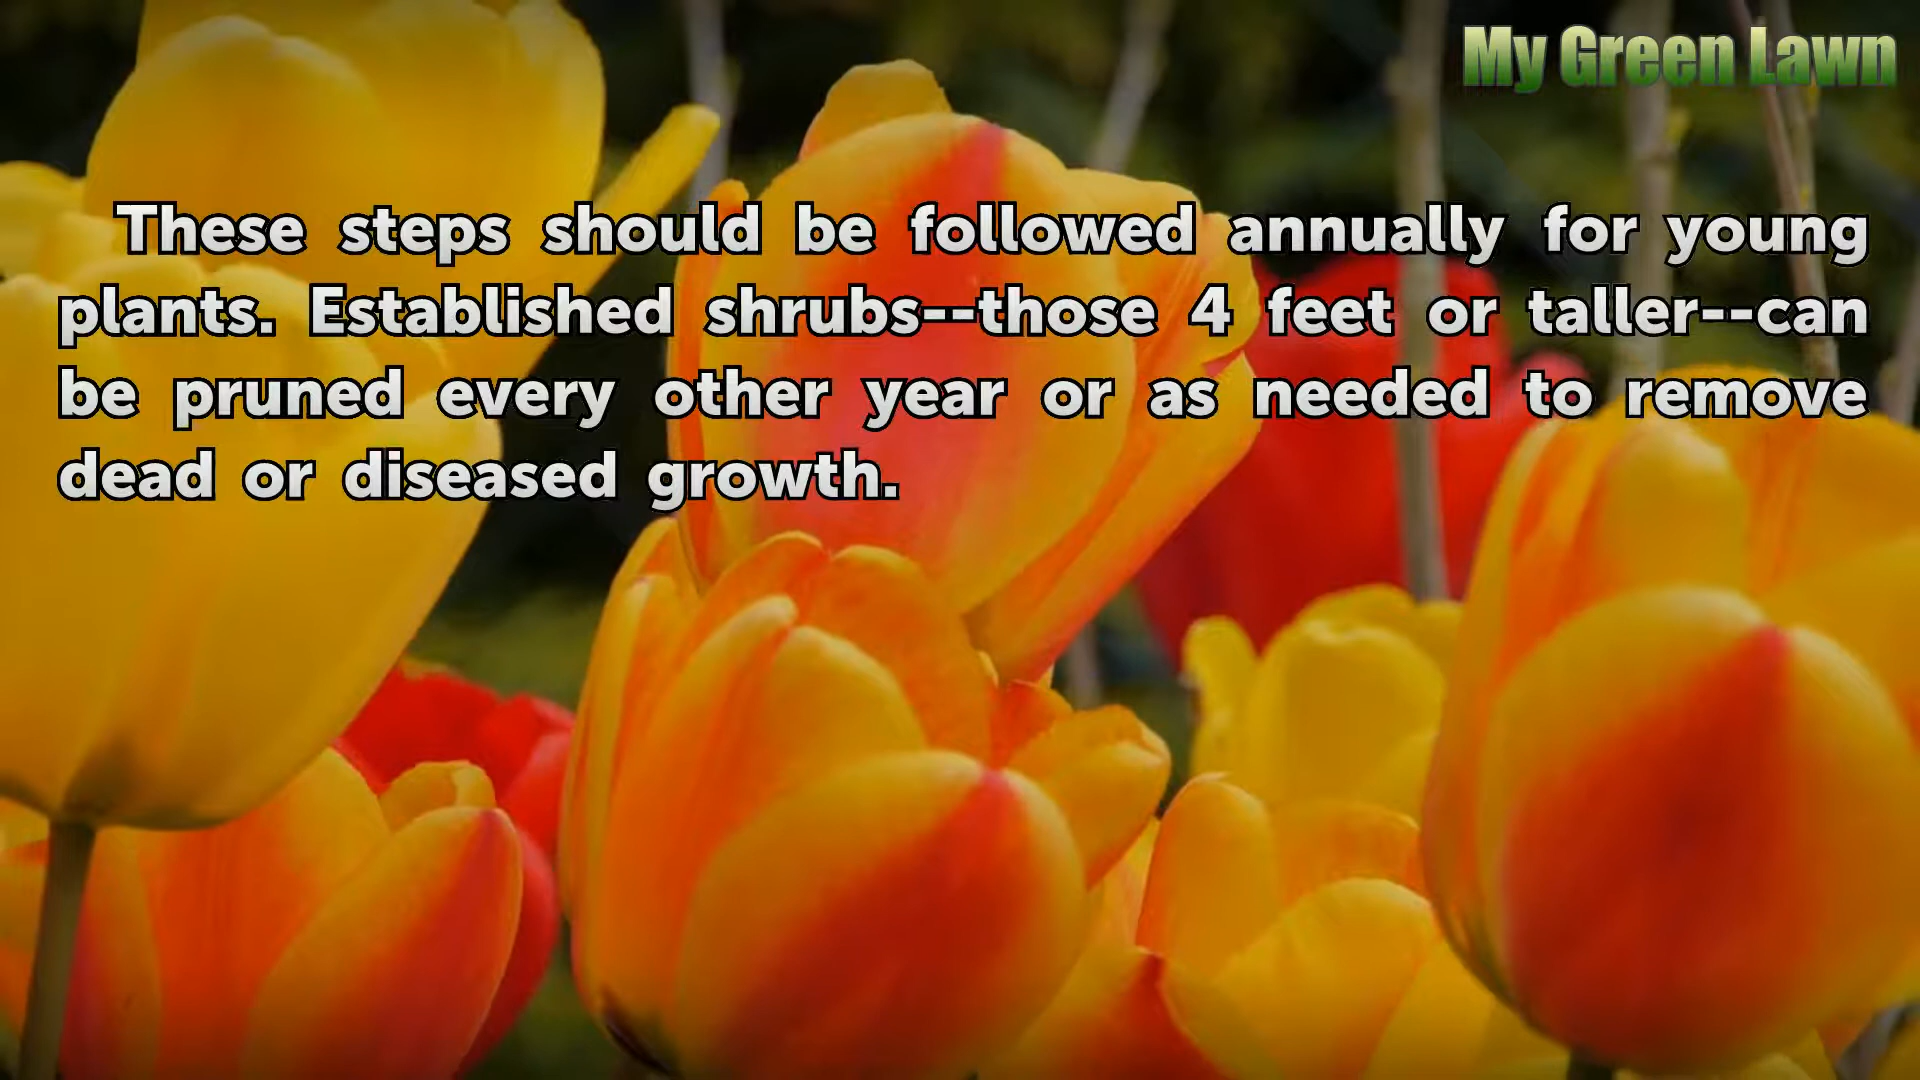 My Green Lawn
These steps should be followed annually for young
plants. Established shrubs--those 4 feet or taller--can
be pruned every other year or as needed to remove
dead or diseased growth.